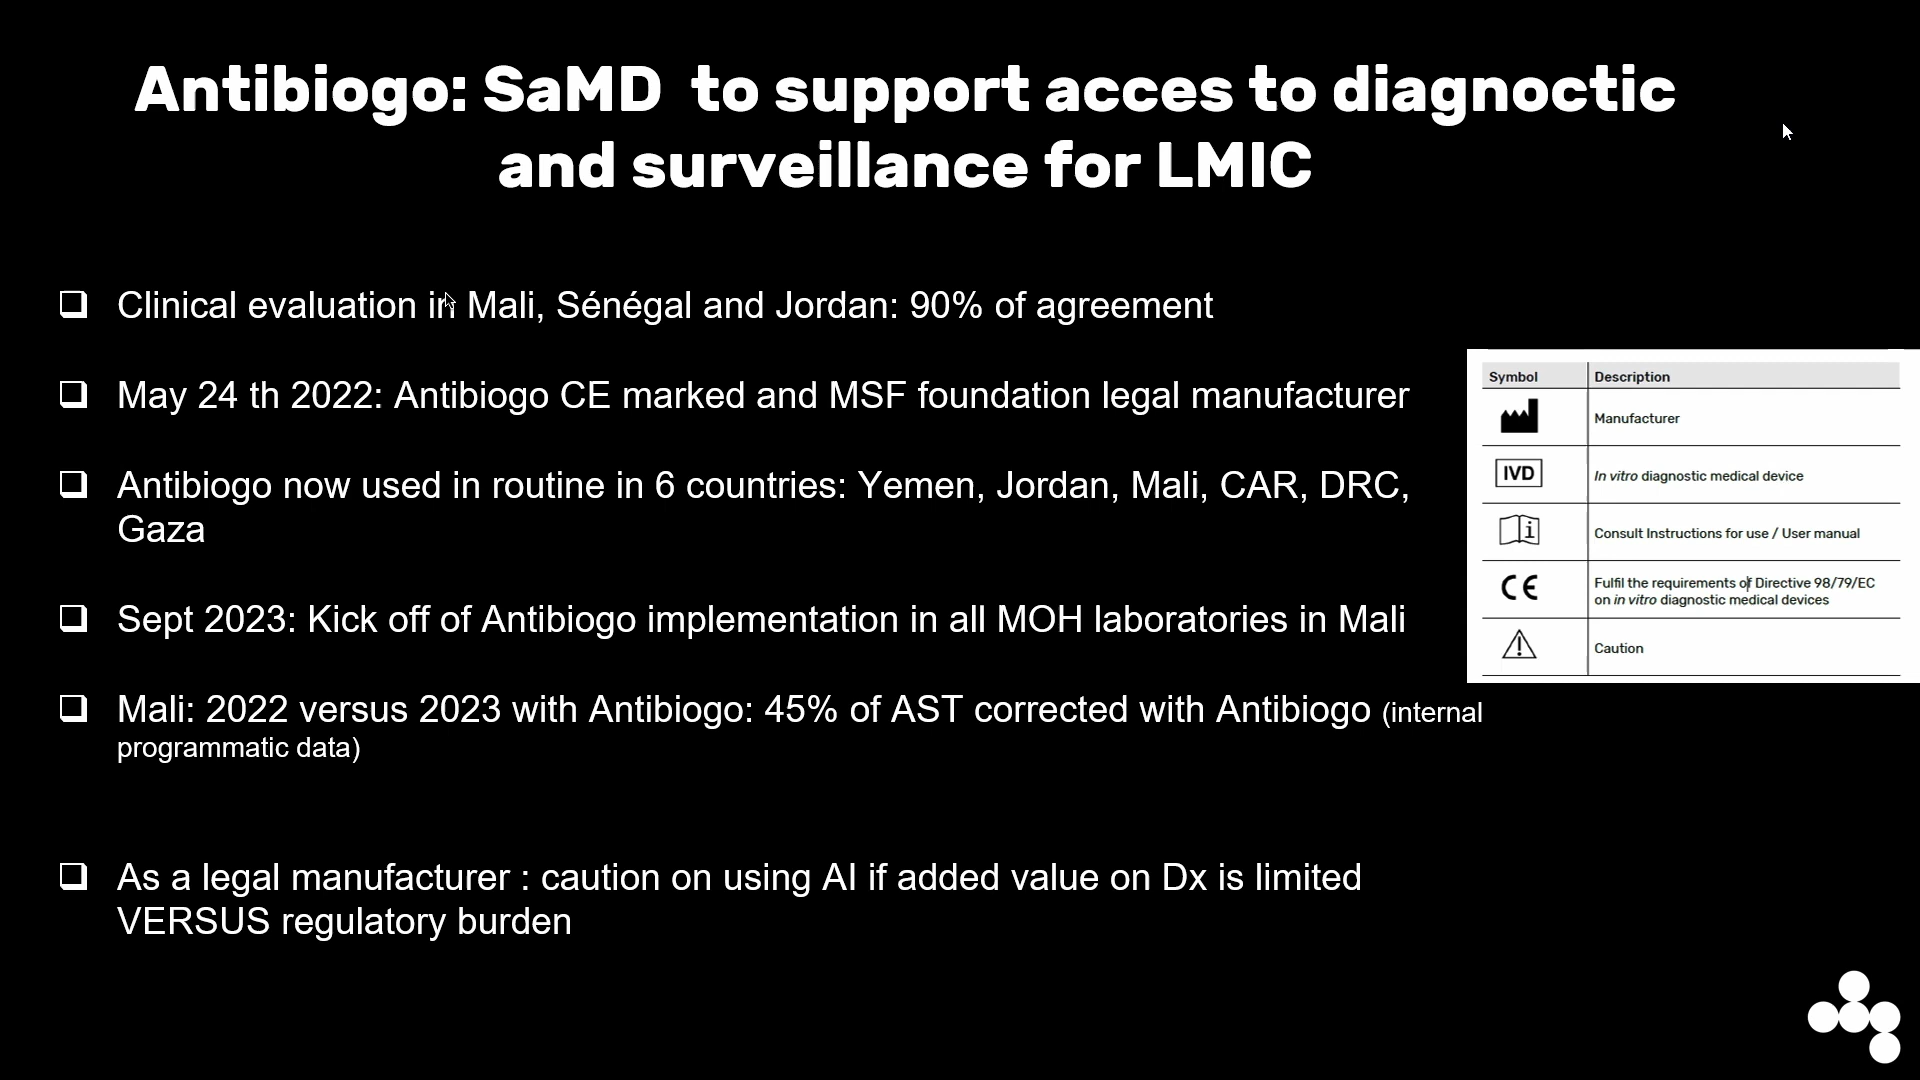 Antibiogo: SaMD to support acces to diagnoctic
and surveillance for LMIC
Clinical evaluation in Mali, Sénégal and Jordan: 90% of agreement
May 24 th 2022: Antibiogo CE marked and MSF foundation legal manufacturer
Antibiogo now used in routine in 6 countries: Yemen, Jordan, Mali, CAR, DRC,
Gaza
Sept 2023: Kick off of Antibiogo implementation in all MOH laboratories in Mali
Mali: 2022 versus 2023 with Antibiogo: 45% of AST corrected with Antibiogo (internal
programmatic data)
As a legal manufacturer : caution on using AI if added value on Dx is limited
VERSUS regulatory burden
Symbol Description
Manufacturer
IVD In vitro diagnostic medical device
i Consult Instructions for use / User manual
CE Fulfil the requirements of Directive 98/79/EC
on in vitro diagnostic medical devices
! Caution